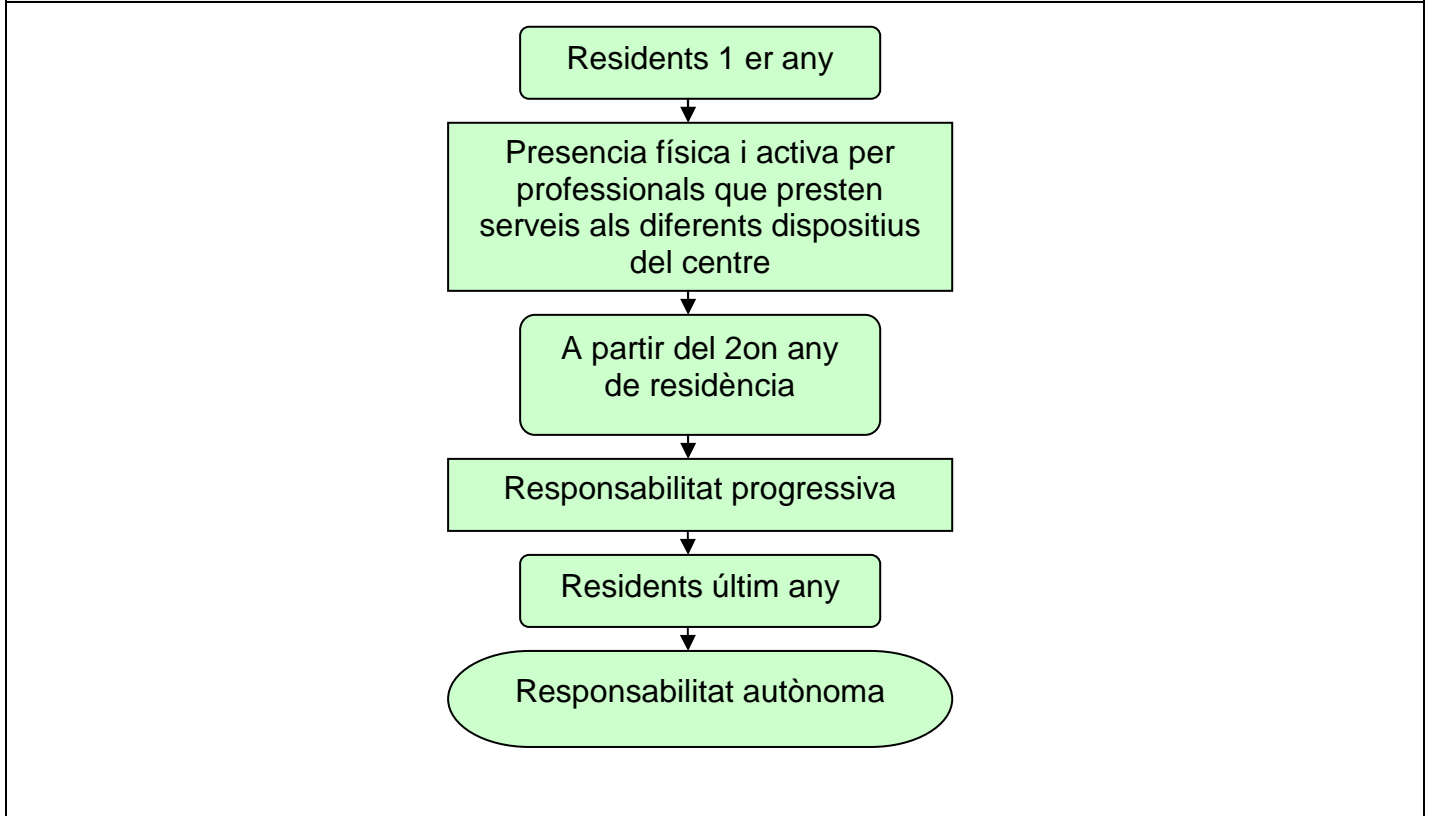 Residents 1 er any
Presencia física i activa per
professionals que presten
serveis als diferents dispositius
del centre
A partir del 2on any
de residència
Responsabilitat progressiva
Residents últim any
Responsabilitat autònoma